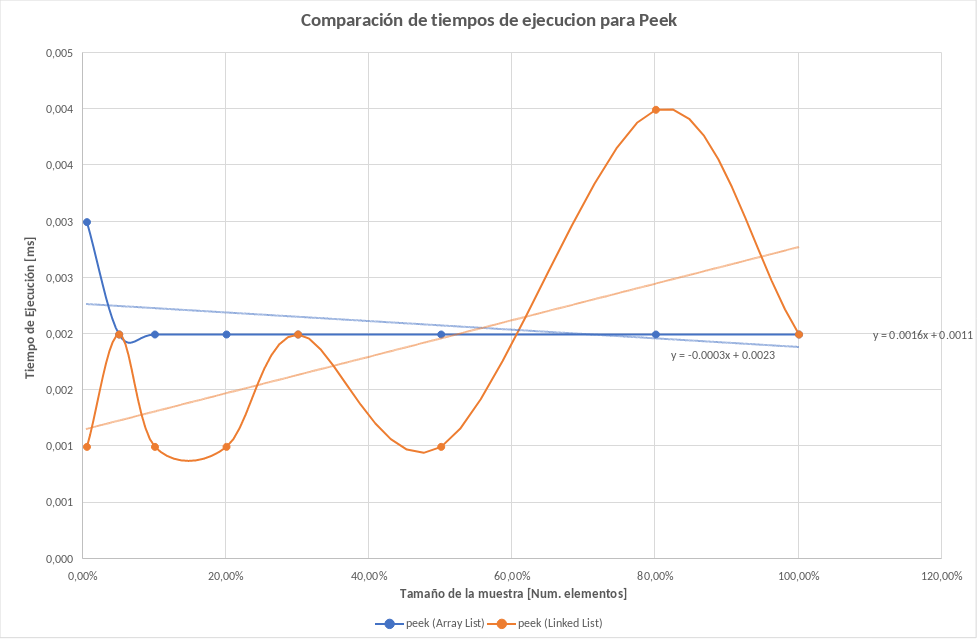 Comparación de tiempos de ejecucion para Peek
0,005
0,004
0,004
0,003
0,003
0,002
0,002
0,001
0,001
0,000
Tiempo de Ejecución [ms]
y = 0.0016x + 0.0011
y = -0.0003x + 0.0023
0,00%
20,00%
40,00%
60,00%
80,00%
100,00%
120,00%
Tamaño de la muestra [Num. elementos]
peek (Array List)
peek (Linked List)